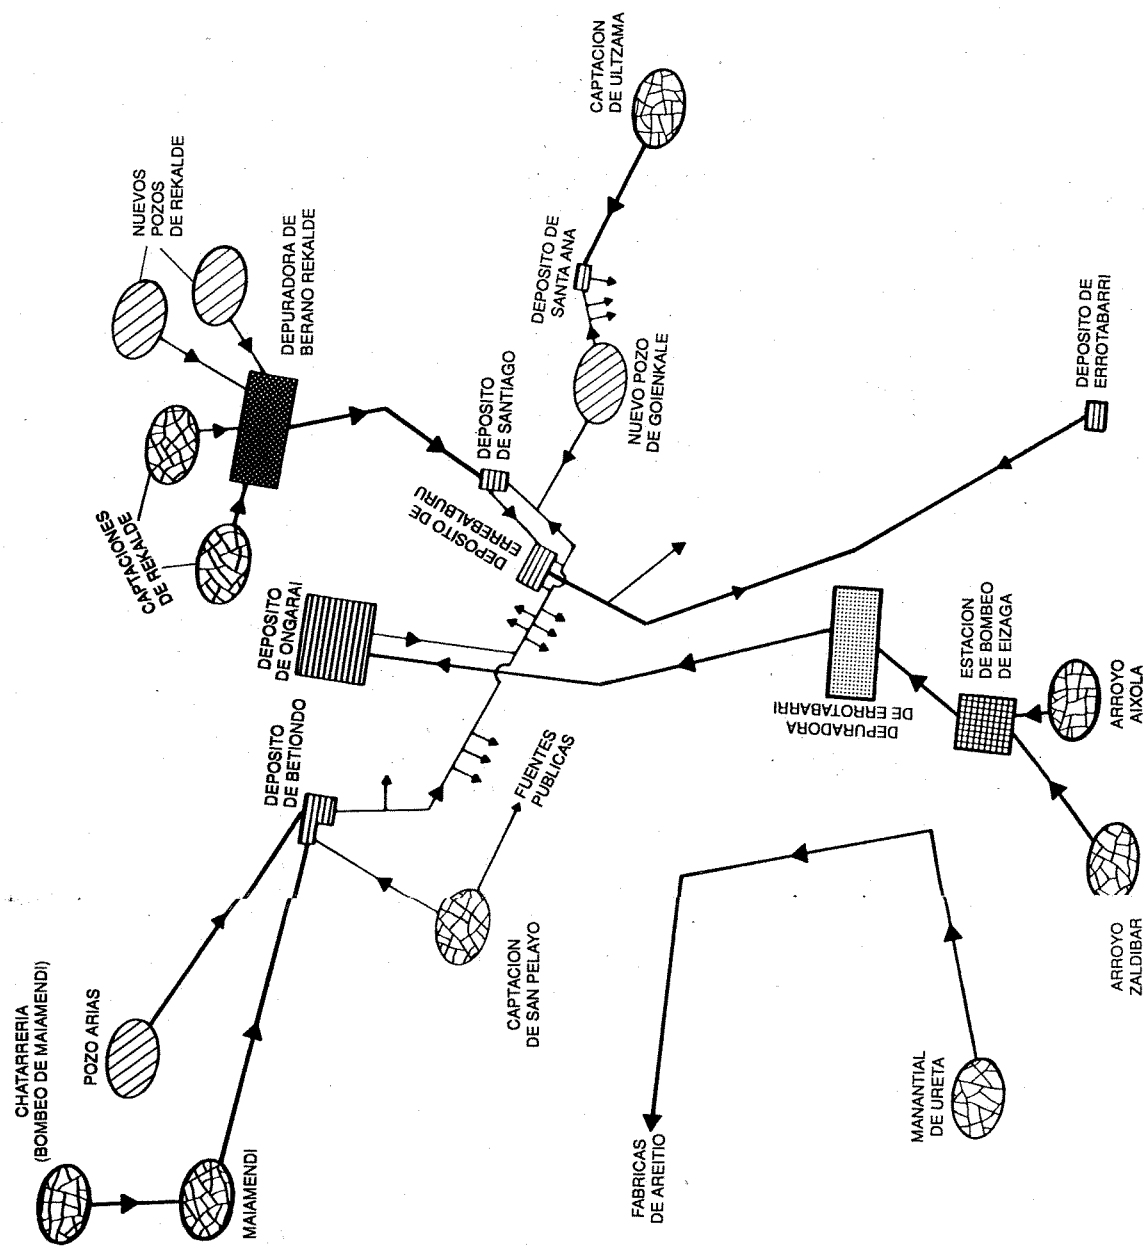 CHATARRERIA
(BOMBEO DE MAIAMENDI)
POZO ARIAS
MAIAMENDI
CAPTACION
DE SAN PELAYO
FUENTES
PUBLICAS
DEPOSITO
DE BETIONDO
DEPOSITO
DE ONGARAI
CAPTACIONES
DE REKALDE
NUEVOS
POZOS
DE REKALDE
DEPURADORA DE
BERANO REKALDE
DEPOSITO
DE SANTIAGO
DEPOSITO DE
ERREBALBURU
DEPOSITO DE
SANTA ANA
CAPTACION
DE ULTZAMA
NUEVO POZO
DE GOIENKALE
FABRICAS
DE AREITIO
MANANTIAL
DE URETA
ARROYO
ZALDIBAR
ARROYO
AIXOLA
ESTACION
DE BOMBEO
DE EIZAGA
DEPURADORA
DE ERROTABARRI
DEPOSITO DE
ERROTABARRI